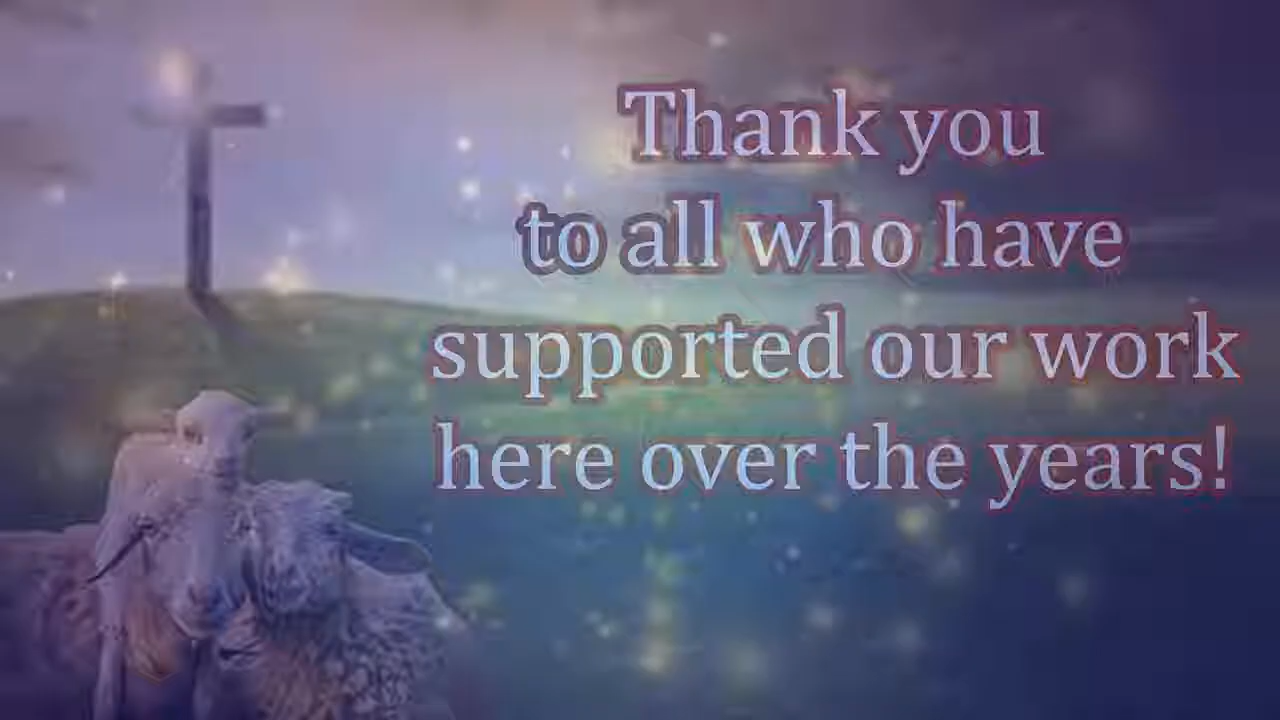 Thank you
to all who have
supported our work
here over the years!